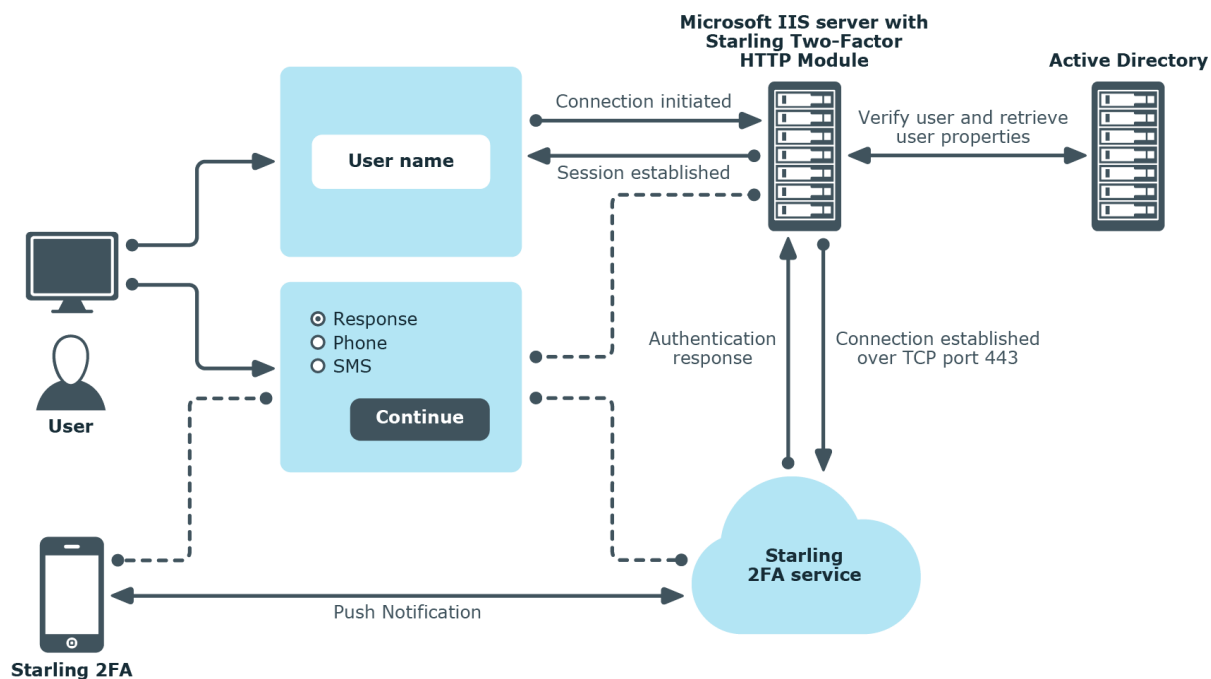 Microsoft IIS server with
Starling Two-Factor
HTTP Module
Active Directory
Connection initiated
Verify user and retrieve
user properties
User name
Session established
Response
Phone
SMS
Continue
Authentication
response
Connection established
over TCP port 443
User
Starling
2FA service
Push Notification
Starling 2FA